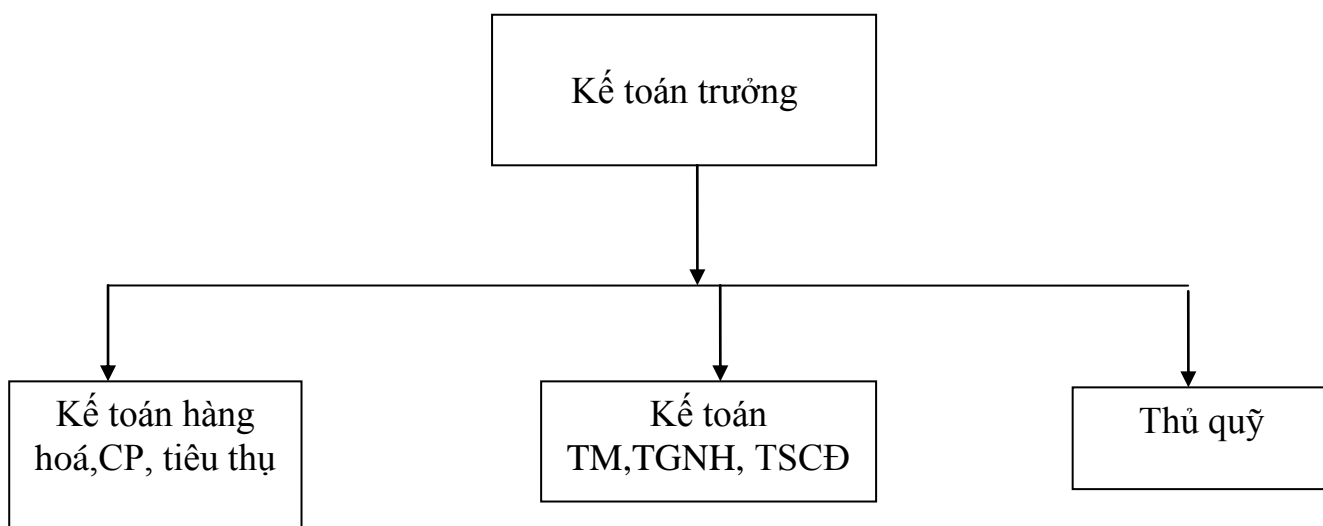 Kế toán trưởng
Kế toán hàng
hoá,CP, tiêu thụ
Kế toán
TM,TGNH, TSCĐ
Thủ quỹ